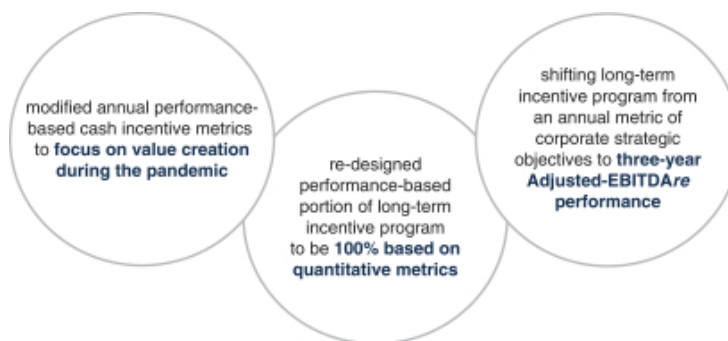 modified annual performance-
based cash incentive metrics
to focus on value creation
during the pandemic
re-designed
performance-based
portion of long-term
incentive program
to be 100% based on
quantitative metrics
shifting long-term
incentive program from
an annual metric of
corporate strategic
objectives to three-year
Adjusted-EBITDAre
performance